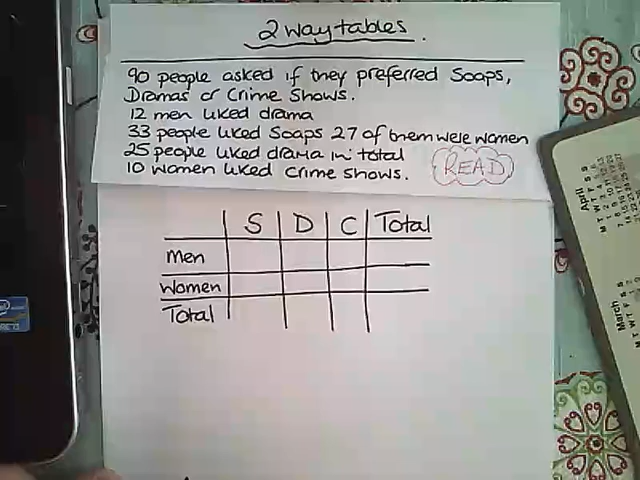 2 way tables.
90 people asked if they preferred Soaps,
Dramas or Crime Shows.
12 men liked drama
33 people liked Soaps 27 of them were women
25 people liked drama in total
10 women liked crime shows.
READ
S D C Total
Men
Women
Total
intel
April
March